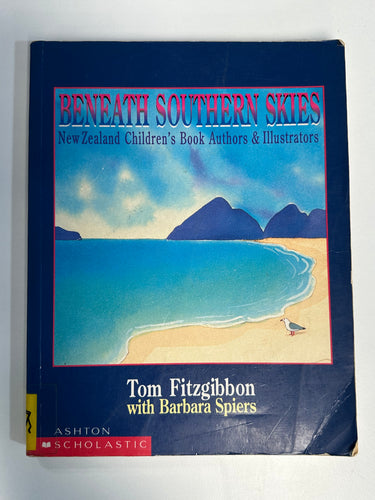 BENEATH SOUTHERN SKIES
New Zealand Children's Book Authors & Illustrators
Tom Fitzgibbon
with Barbara Spiers
ASHTON
SCHOLASTIC